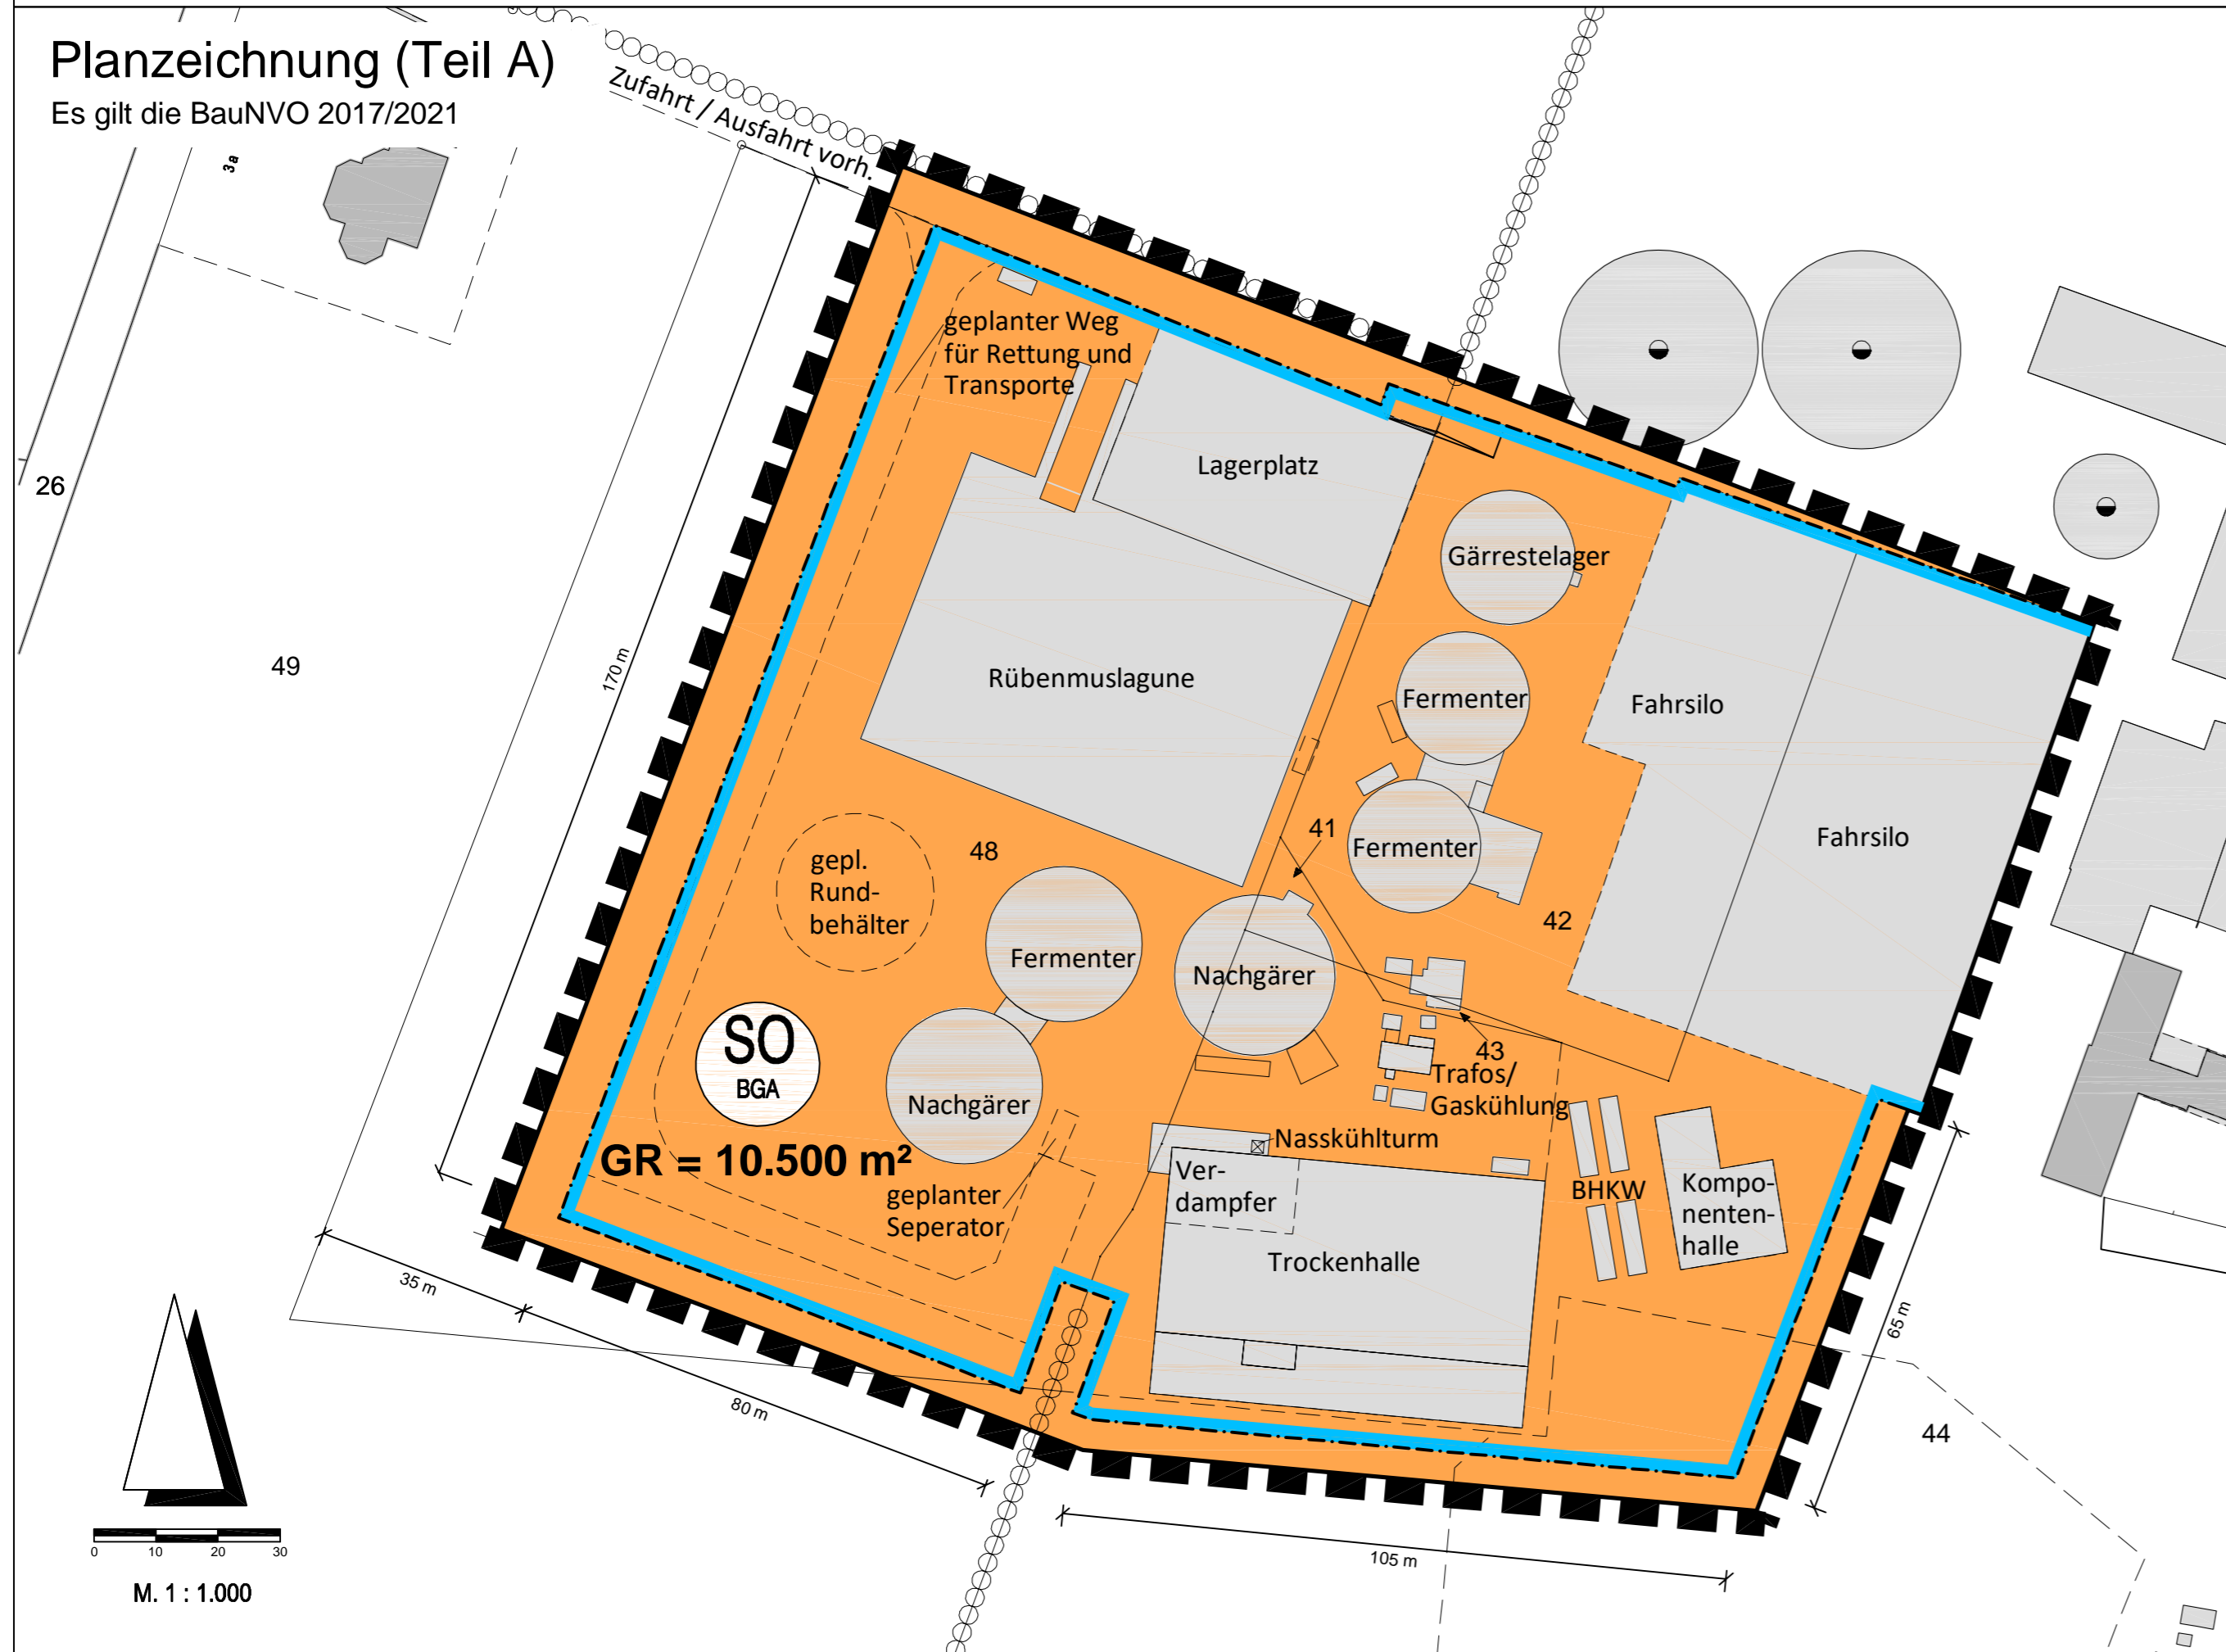 Planzeichnung (Teil A)
Es gilt die BauNVO 2017/2021
Zufahrt / Ausfahrt vorh.
3a
geplanter Weg
für Rettung und
Transporte
Lagerplatz
26
Gärrestelager
49
170 m
Rübenmuslagune
Fermenter
Fahrsilo
41
48
Fermenter
Fahrsilo
gepl.
Rund-
behälter
42
Fermenter
Nachgärer
SO
BGA
43
Trafos/
Gaskühlung
Nachgärer
Nasskühlturm
GR = 10.500 m²
Ver-
dampfer
BHKW
Kompo-
nenten-
halle
geplanter
Seperator
Trockenhalle
35 m
65 m
80 m
44
105 m
0 10 20 30
M. 1 : 1.000